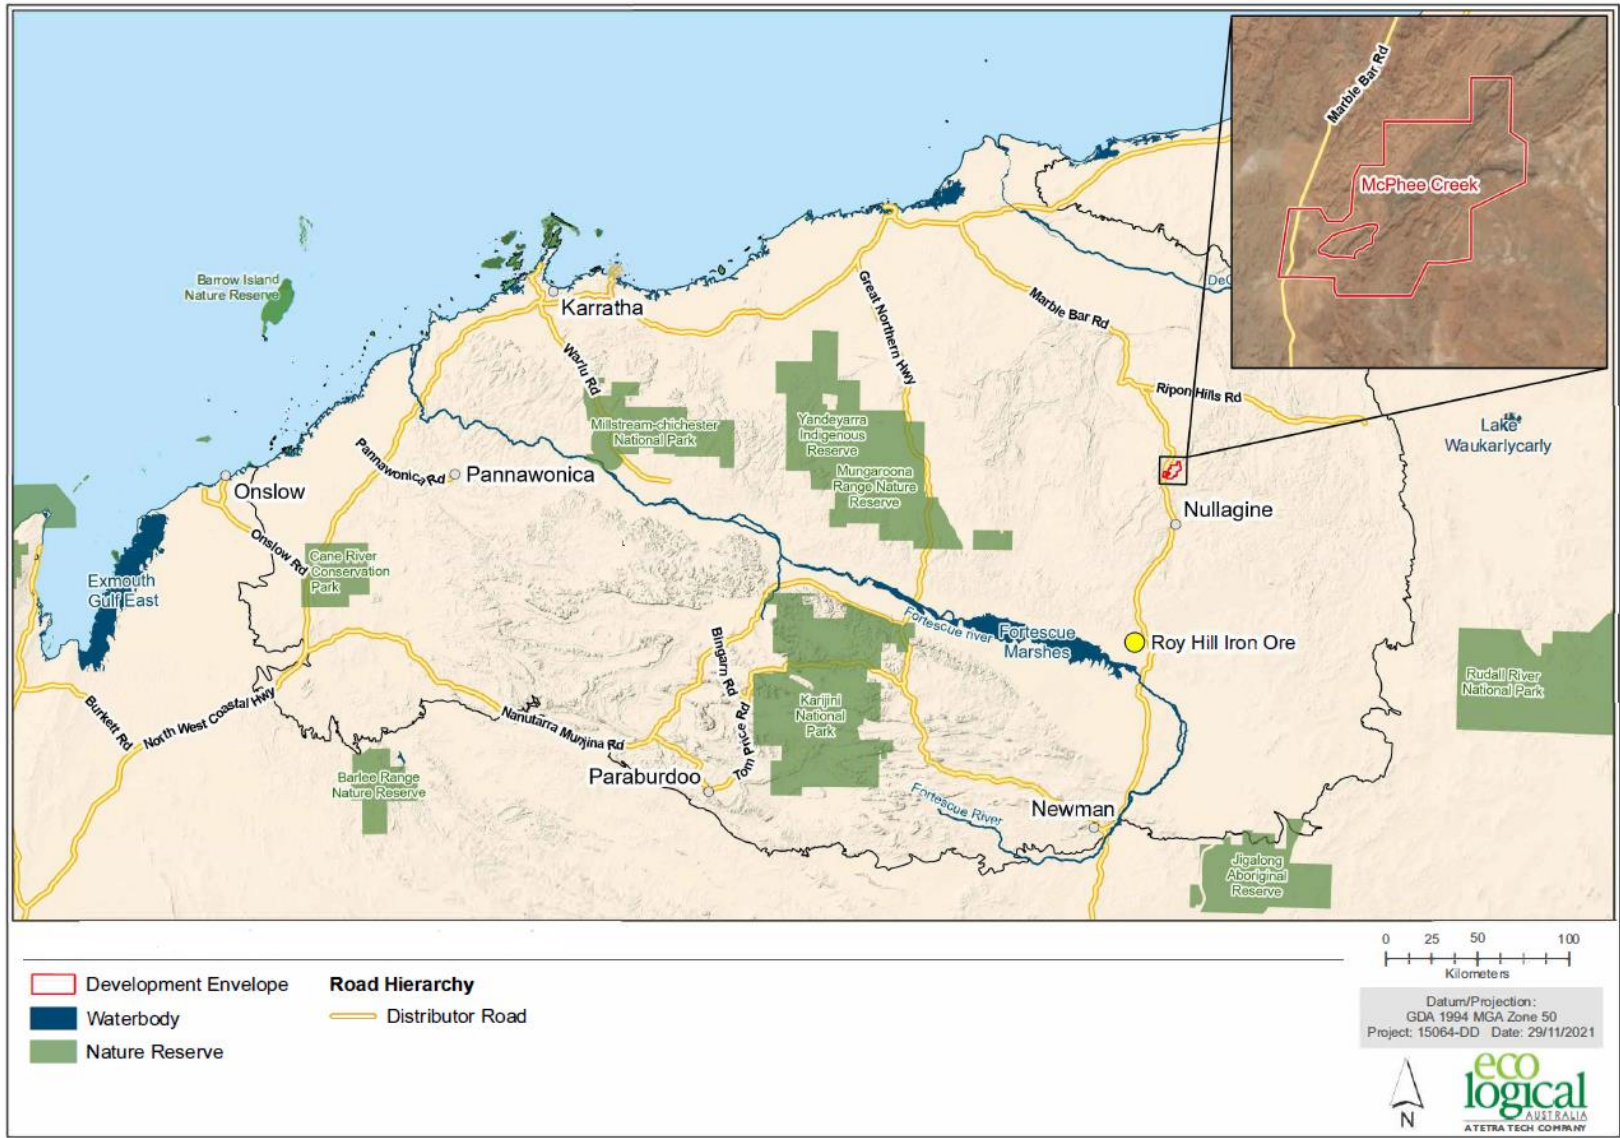 Marble Bar Rd
McPhee Creek
Barrow Island
Nature Reserve
Karratha
Great Northern Hwy
Marble Bar Rd
Warlu Rd
Ripon Hills Rd
Millstream-chichester
National Park
Yandeyarra
Indigenous
Reserve
Lake
Waukarlycarly
Pannawonica Rd
Pannawonica
Mungaroona
Range Nature
Reserve
Onslow
Nullagine
Onslow Rd
Cane River
Conservation
Park
Exmouth
Gulf East
Fortescue river
Fortescue
Marshes
Roy Hill Iron Ore
Bingarn Rd
Rudall River
National Park
Burkett Rd
North West Coastal Hwy
Nanutarra Munjina Rd
Tom Price Rd
Karijini
National
Park
Barlee Range
Nature Reserve
Paraburdoo
Fortescue River
Newman
Jigalong
Aboriginal
Reserve
0 25 50 100
Kilometers
Development Envelope
Waterbody
Nature Reserve
Road Hierarchy
Distributor Road
Datum/Projection:
GDA 1994 MGA Zone 50
Project: 15064-DD Date: 29/11/2021
N
eco
logical
AUSTRALIA
A TETRA TECH COMPANY